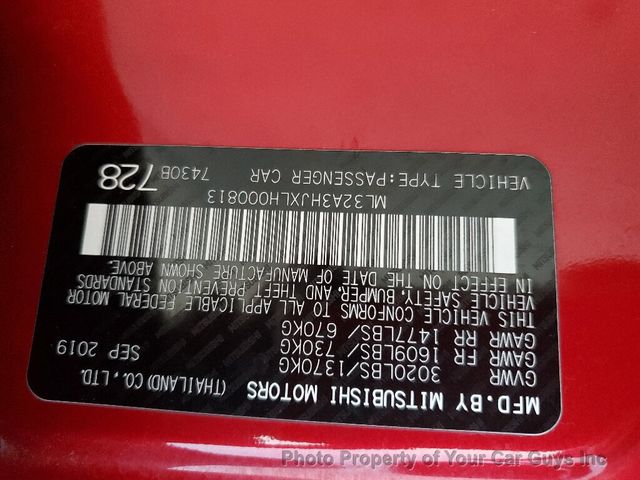 MFD.BY MITSUBISHI MOTORS
(THAILAND)CO.,LTD.
GVWR 3020LBS/1370KG SEP 2019
GAWR FR 1609LBS/ 730KG
GAWR RR 1477LBS/ 670KG
THIS VEHICLE CONFORMS TO ALL APPLICABLE FEDERAL MOTOR
VEHICLE SAFETY, BUMPER, AND THEFT PREVENTION STANDARDS
IN EFFECT ON THE DATE OF MANUFACTURE SHOWN ABOVE.
ML32A3HJXLH000813
VEHICLE TYPE:PASSENGER CAR 7430B 728
Photo Property of Your Car Guys Inc